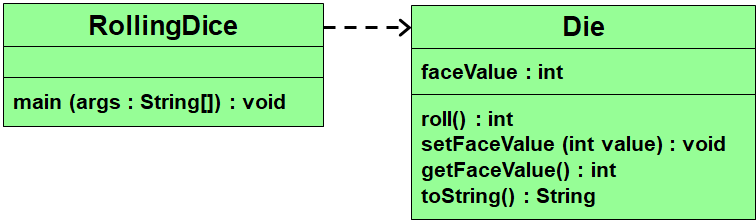 RollingDice
main (args : String[]) : void
Die
faceValue : int
roll() : int
setFaceValue (int value) : void
getFaceValue() : int
toString() : String